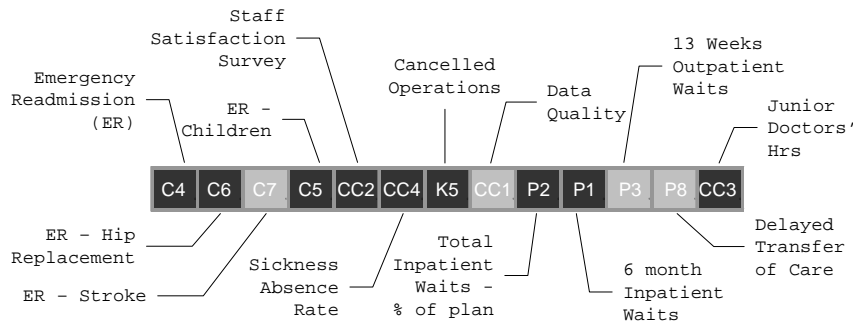 Staff
Satisfaction
Survey
13 Weeks
Outpatient
Waits
Emergency
Readmission
(ER)
Cancelled
Operations
ER –
Children
Data
Quality
Junior
Doctors’
Hrs
C4 C6 C7 C5 CC2 CC4 K5 CC1 P2 P1 P3 P8 CC3
ER – Hip
Replacement
ER – Stroke
Sickness
Absence
Rate
Total
Inpatient
Waits –
% of plan
6 month
Inpatient
Waits
Delayed
Transfer
of Care